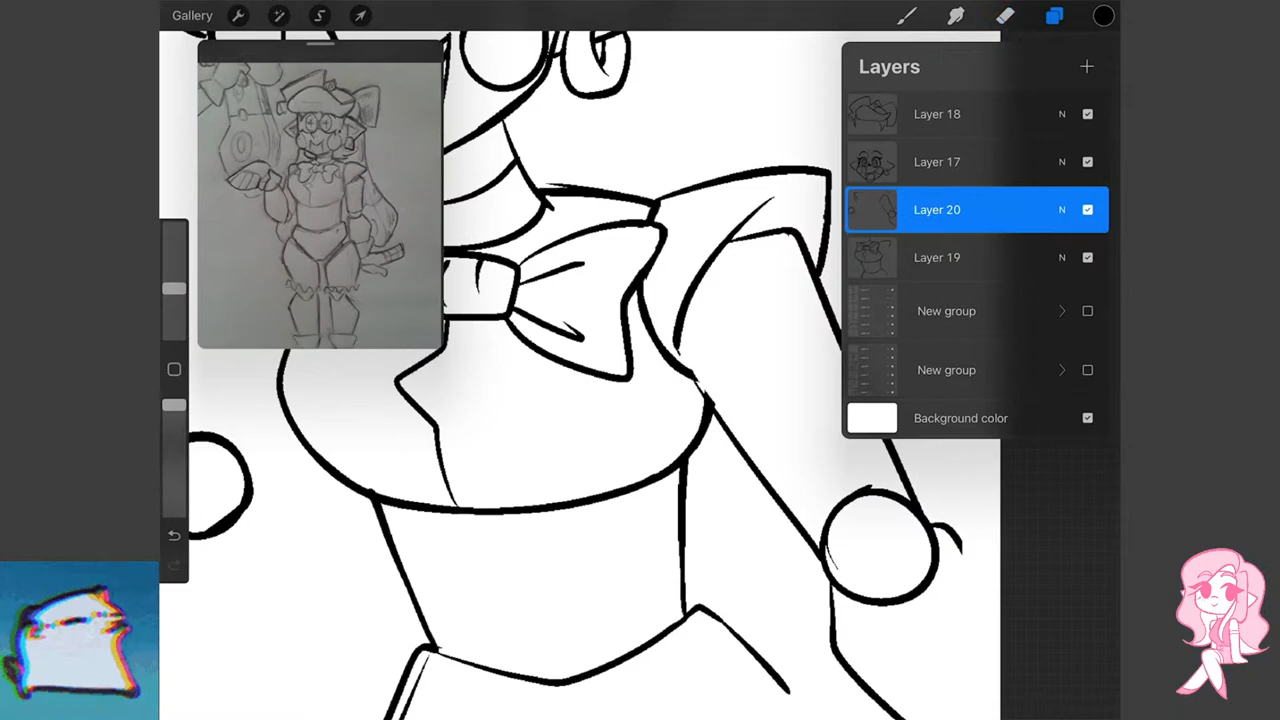 Gallery
Layers
Layer 18 N
Layer 17 N
Layer 20 N
Layer 19 N
New group
New group
Background color